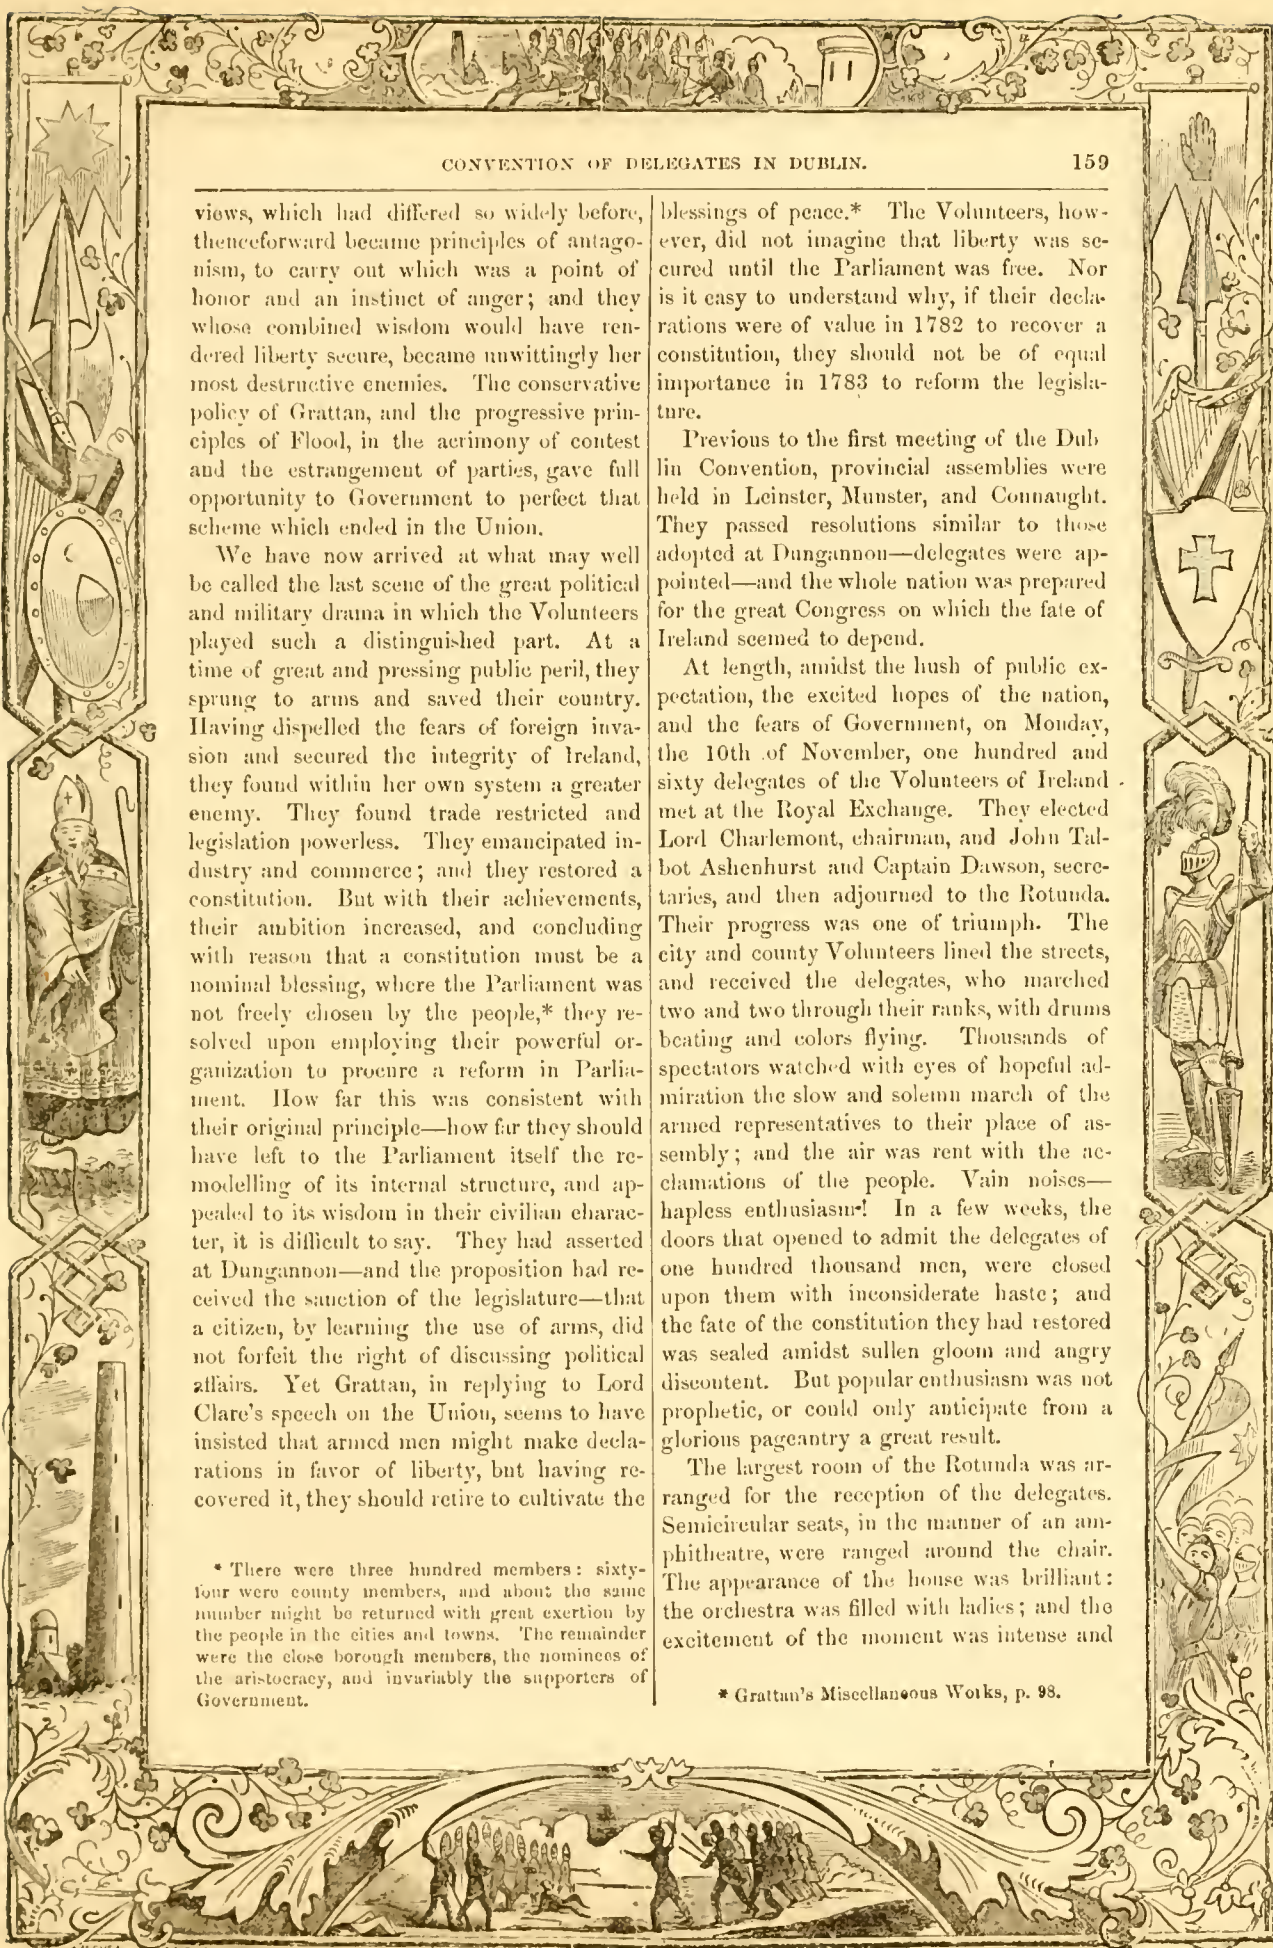 CONVENTION OF DELEGATES IN DUBLIN. 159
views, which had differed so widely before,
thenceforward became principles of antago-
nism, to carry out which was a point of
honor and an instinct of anger; and they
whose combined wisdom would have ren-
dered liberty secure, became unwittingly her
most destructive enemies. The conservative
policy of Grattan, and the progressive prin-
ciples of Flood, in the acrimony of contest
and the estrangement of parties, gave full
opportunity to Government to perfect that
scheme which ended in the Union.
We have now arrived at what may well
be called the last scene of the great political
and military drama in which the Volunteers
played such a distinguished part. At a
time of great and pressing public peril, they
sprung to arms and saved their country.
Having dispelled the fears of foreign inva-
sion and secured the integrity of Ireland,
they found within her own system a greater
enemy. They found trade restricted and
legislation powerless. They emancipated in-
dustry and commerce; and they restored a
constitution. But with their achievements,
their ambition increased, and concluding
with reason that a constitution must be a
nominal blessing, where the Parliament was
not freely chosen by the people,* they re-
solved upon employing their powerful or-
ganization to procure a reform in Parlia-
ment. How far this was consistent with
their original principle—how far they should
have left to the Parliament itself the re-
modelling of its internal structure, and ap-
pealed to its wisdom in their civilian charac-
ter, it is difficult to say. They had asserted
at Dungannon—and the proposition had re-
ceived the sanction of the legislature—that
a citizen, by learning the use of arms, did
not forfeit the right of discussing political
affairs. Yet Grattan, in replying to Lord
Clare's speech on the Union, seems to have
insisted that armed men might make decla-
rations in favor of liberty, but having re-
covered it, they should retire to cultivate the
* There were three hundred members: sixty-
four were county members, and about the same
number might be returned with great exertion by
the people in the cities and towns. The remainder
were the close borough members, the nominees of
the aristocracy, and invariably the supporters of
Government.
blessings of peace.* The Volunteers, how-
ever, did not imagine that liberty was se-
cured until the Parliament was free. Nor
is it easy to understand why, if their decla-
rations were of value in 1782 to recover a
constitution, they should not be of equal
importance in 1783 to reform the legisla-
ture.
Previous to the first meeting of the Dub
lin Convention, provincial assemblies were
held in Leinster, Munster, and Connaught.
They passed resolutions similar to those
adopted at Dungannon—delegates were ap-
pointed—and the whole nation was prepared
for the great Congress on which the fate of
Ireland seemed to depend.
At length, amidst the hush of public ex-
pectation, the excited hopes of the nation,
and the fears of Government, on Monday,
the 10th of November, one hundred and
sixty delegates of the Volunteers of Ireland
met at the Royal Exchange. They elected
Lord Charlemont, chairman, and John Tal-
bot Ashenhurst and Captain Dawson, secre-
taries, and then adjourned to the Rotunda.
Their progress was one of triumph. The
city and county Volunteers lined the streets,
and received the delegates, who marched
two and two through their ranks, with drums
beating and colors flying. Thousands of
spectators watched with eyes of hopeful ad-
miration the slow and solemn march of the
armed representatives to their place of as-
sembly; and the air was rent with the ac-
clamations of the people. Vain noises—
hapless enthusiasm! In a few weeks, the
doors that opened to admit the delegates of
one hundred thousand men, were closed
upon them with inconsiderate haste; and
the fate of the constitution they had restored
was sealed amidst sullen gloom and angry
discontent. But popular enthusiasm was not
prophetic, or could only anticipate from a
glorious pageantry a great result.
The largest room of the Rotunda was ar-
ranged for the reception of the delegates.
Semicircular seats, in the manner of an am-
phitheatre, were ranged around the chair.
The appearance of the house was brilliant:
the orchestra was filled with ladies; and the
excitement of the moment was intense and
* Grattan's Miscellaneous Works, p. 98.